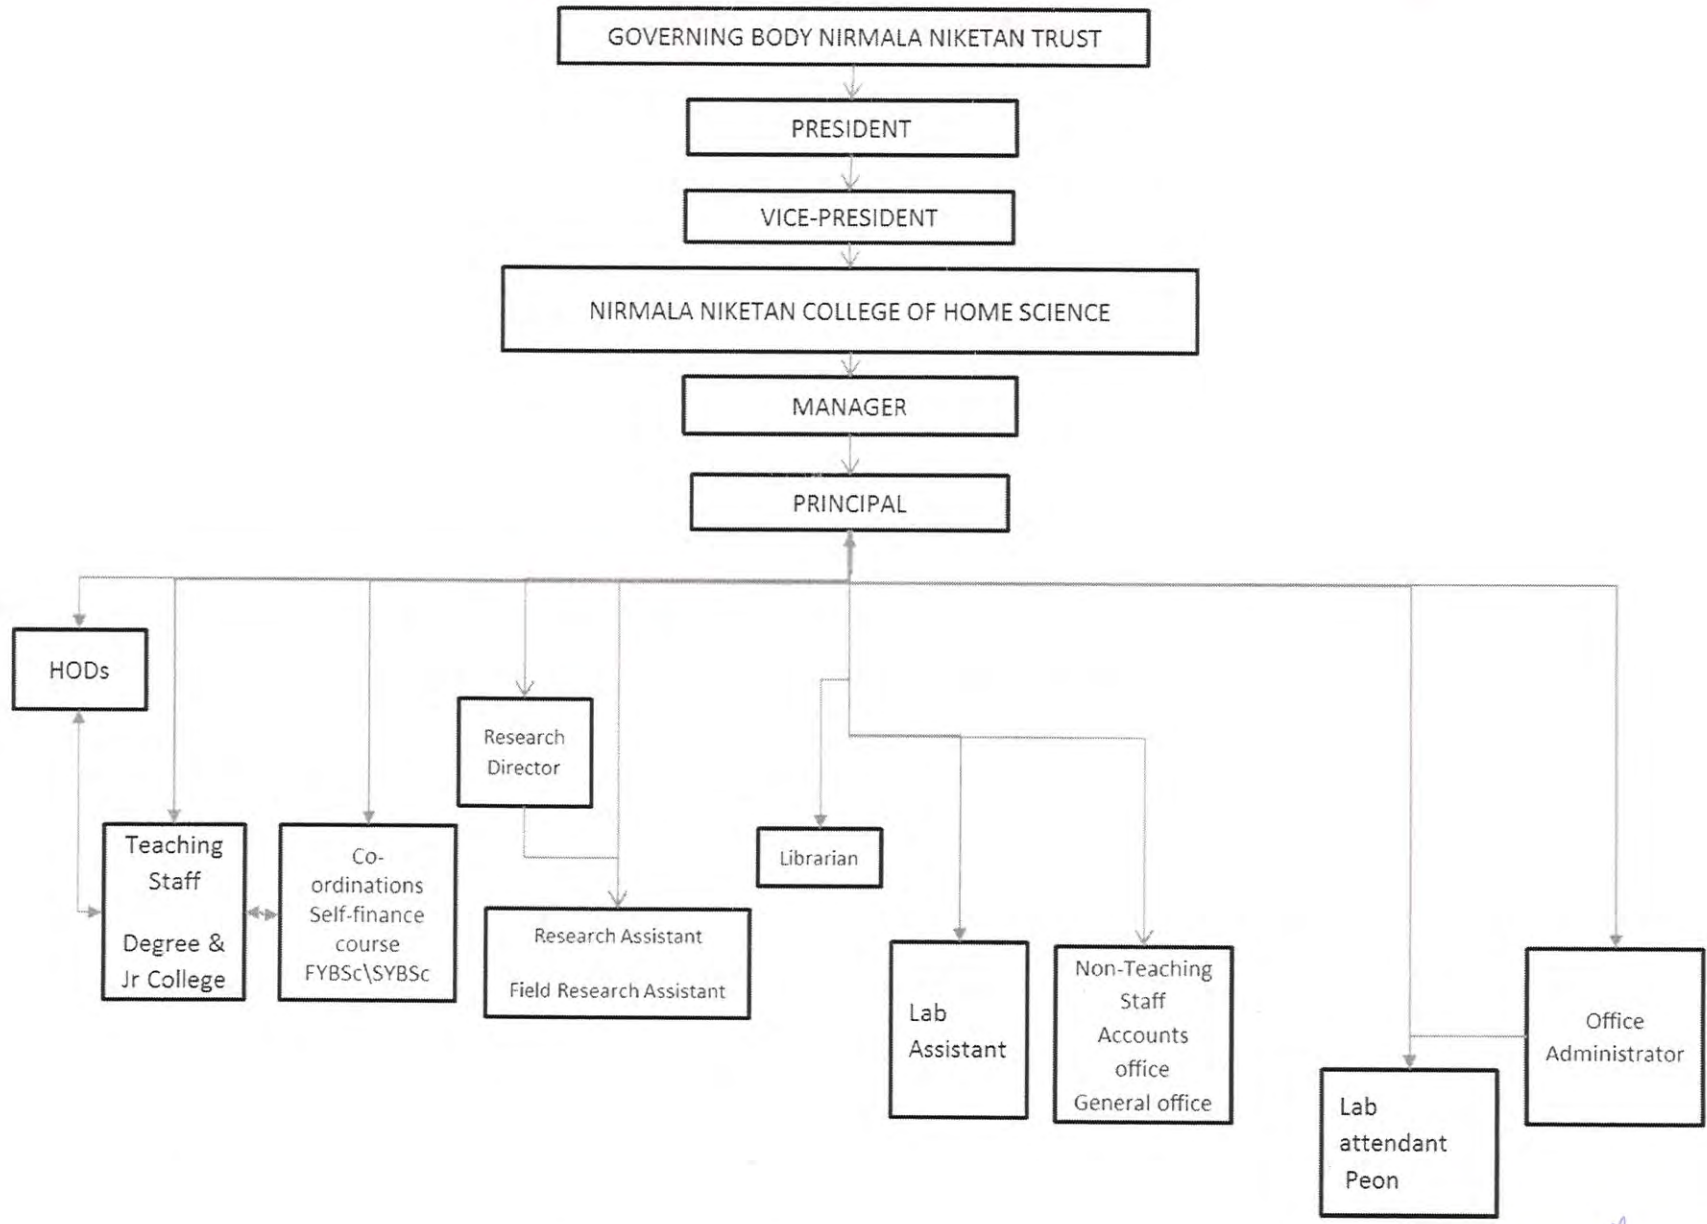 GOVERNING BODY NIRMALA NIKETAN TRUST
PRESIDENT
VICE-PRESIDENT
NIRMALA NIKETAN COLLEGE OF HOME SCIENCE
MANAGER
PRINCIPAL
HODs
Research
Director
Teaching
Staff
Degree &
Jr College
Co-
ordinations
Self-finance
course
FYBSc\SYBSc
Librarian
Research Assistant
Field Research Assistant
Lab
Assistant
Non-Teaching
Staff
Accounts
office
General office
Office
Administrator
Lab
attendant
Peon